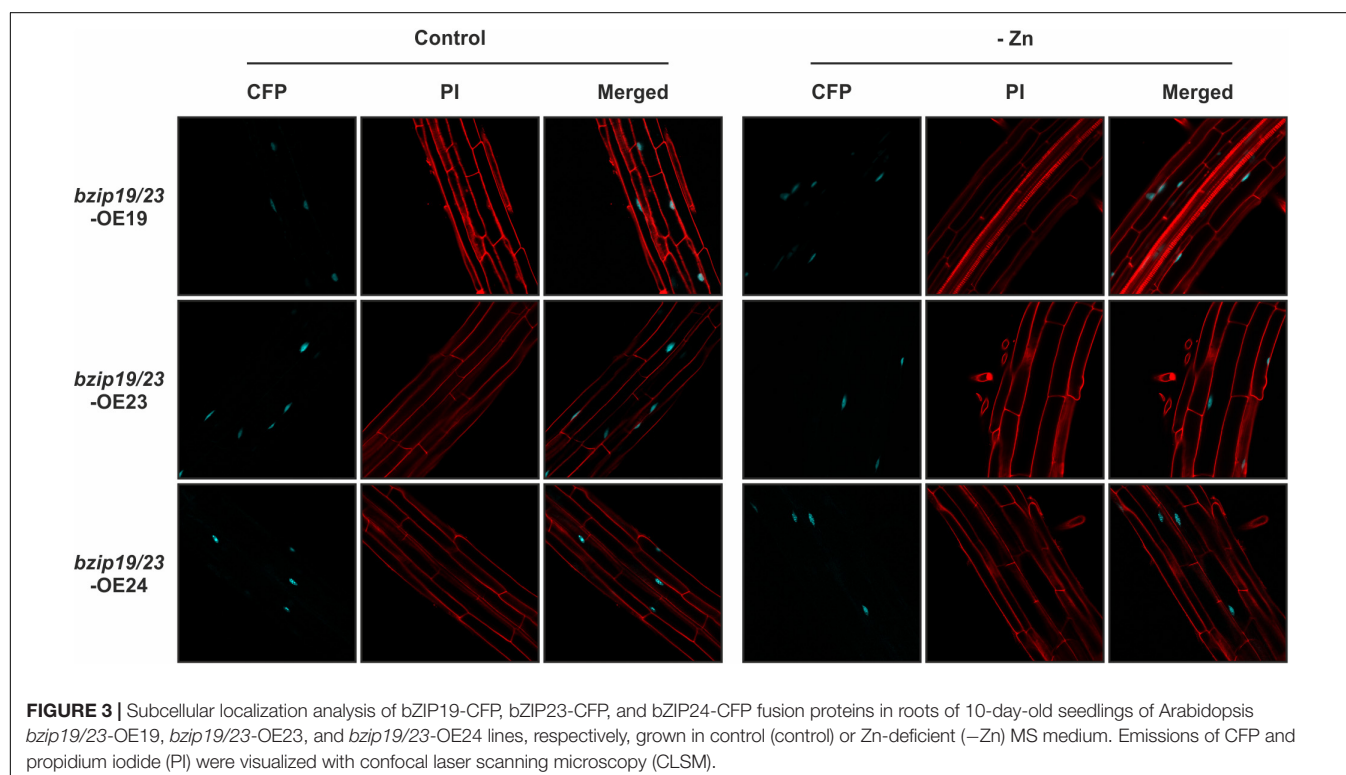 Control
- Zn
CFP
PI
Merged
CFP
PI
Merged
bzip19/23
-OE19
bzip19/23
-OE23
bzip19/23
-OE24
FIGURE 3 | Subcellular localization analysis of bZIP19-CFP, bZIP23-CFP, and bZIP24-CFP fusion proteins in roots of 10-day-old seedlings of Arabidopsis
bzip19/23-OE19, bzip19/23-OE23, and bzip19/23-OE24 lines, respectively, grown in control (control) or Zn-deficient (−Zn) MS medium. Emissions of CFP and
propidium iodide (PI) were visualized with confocal laser scanning microscopy (CLSM).